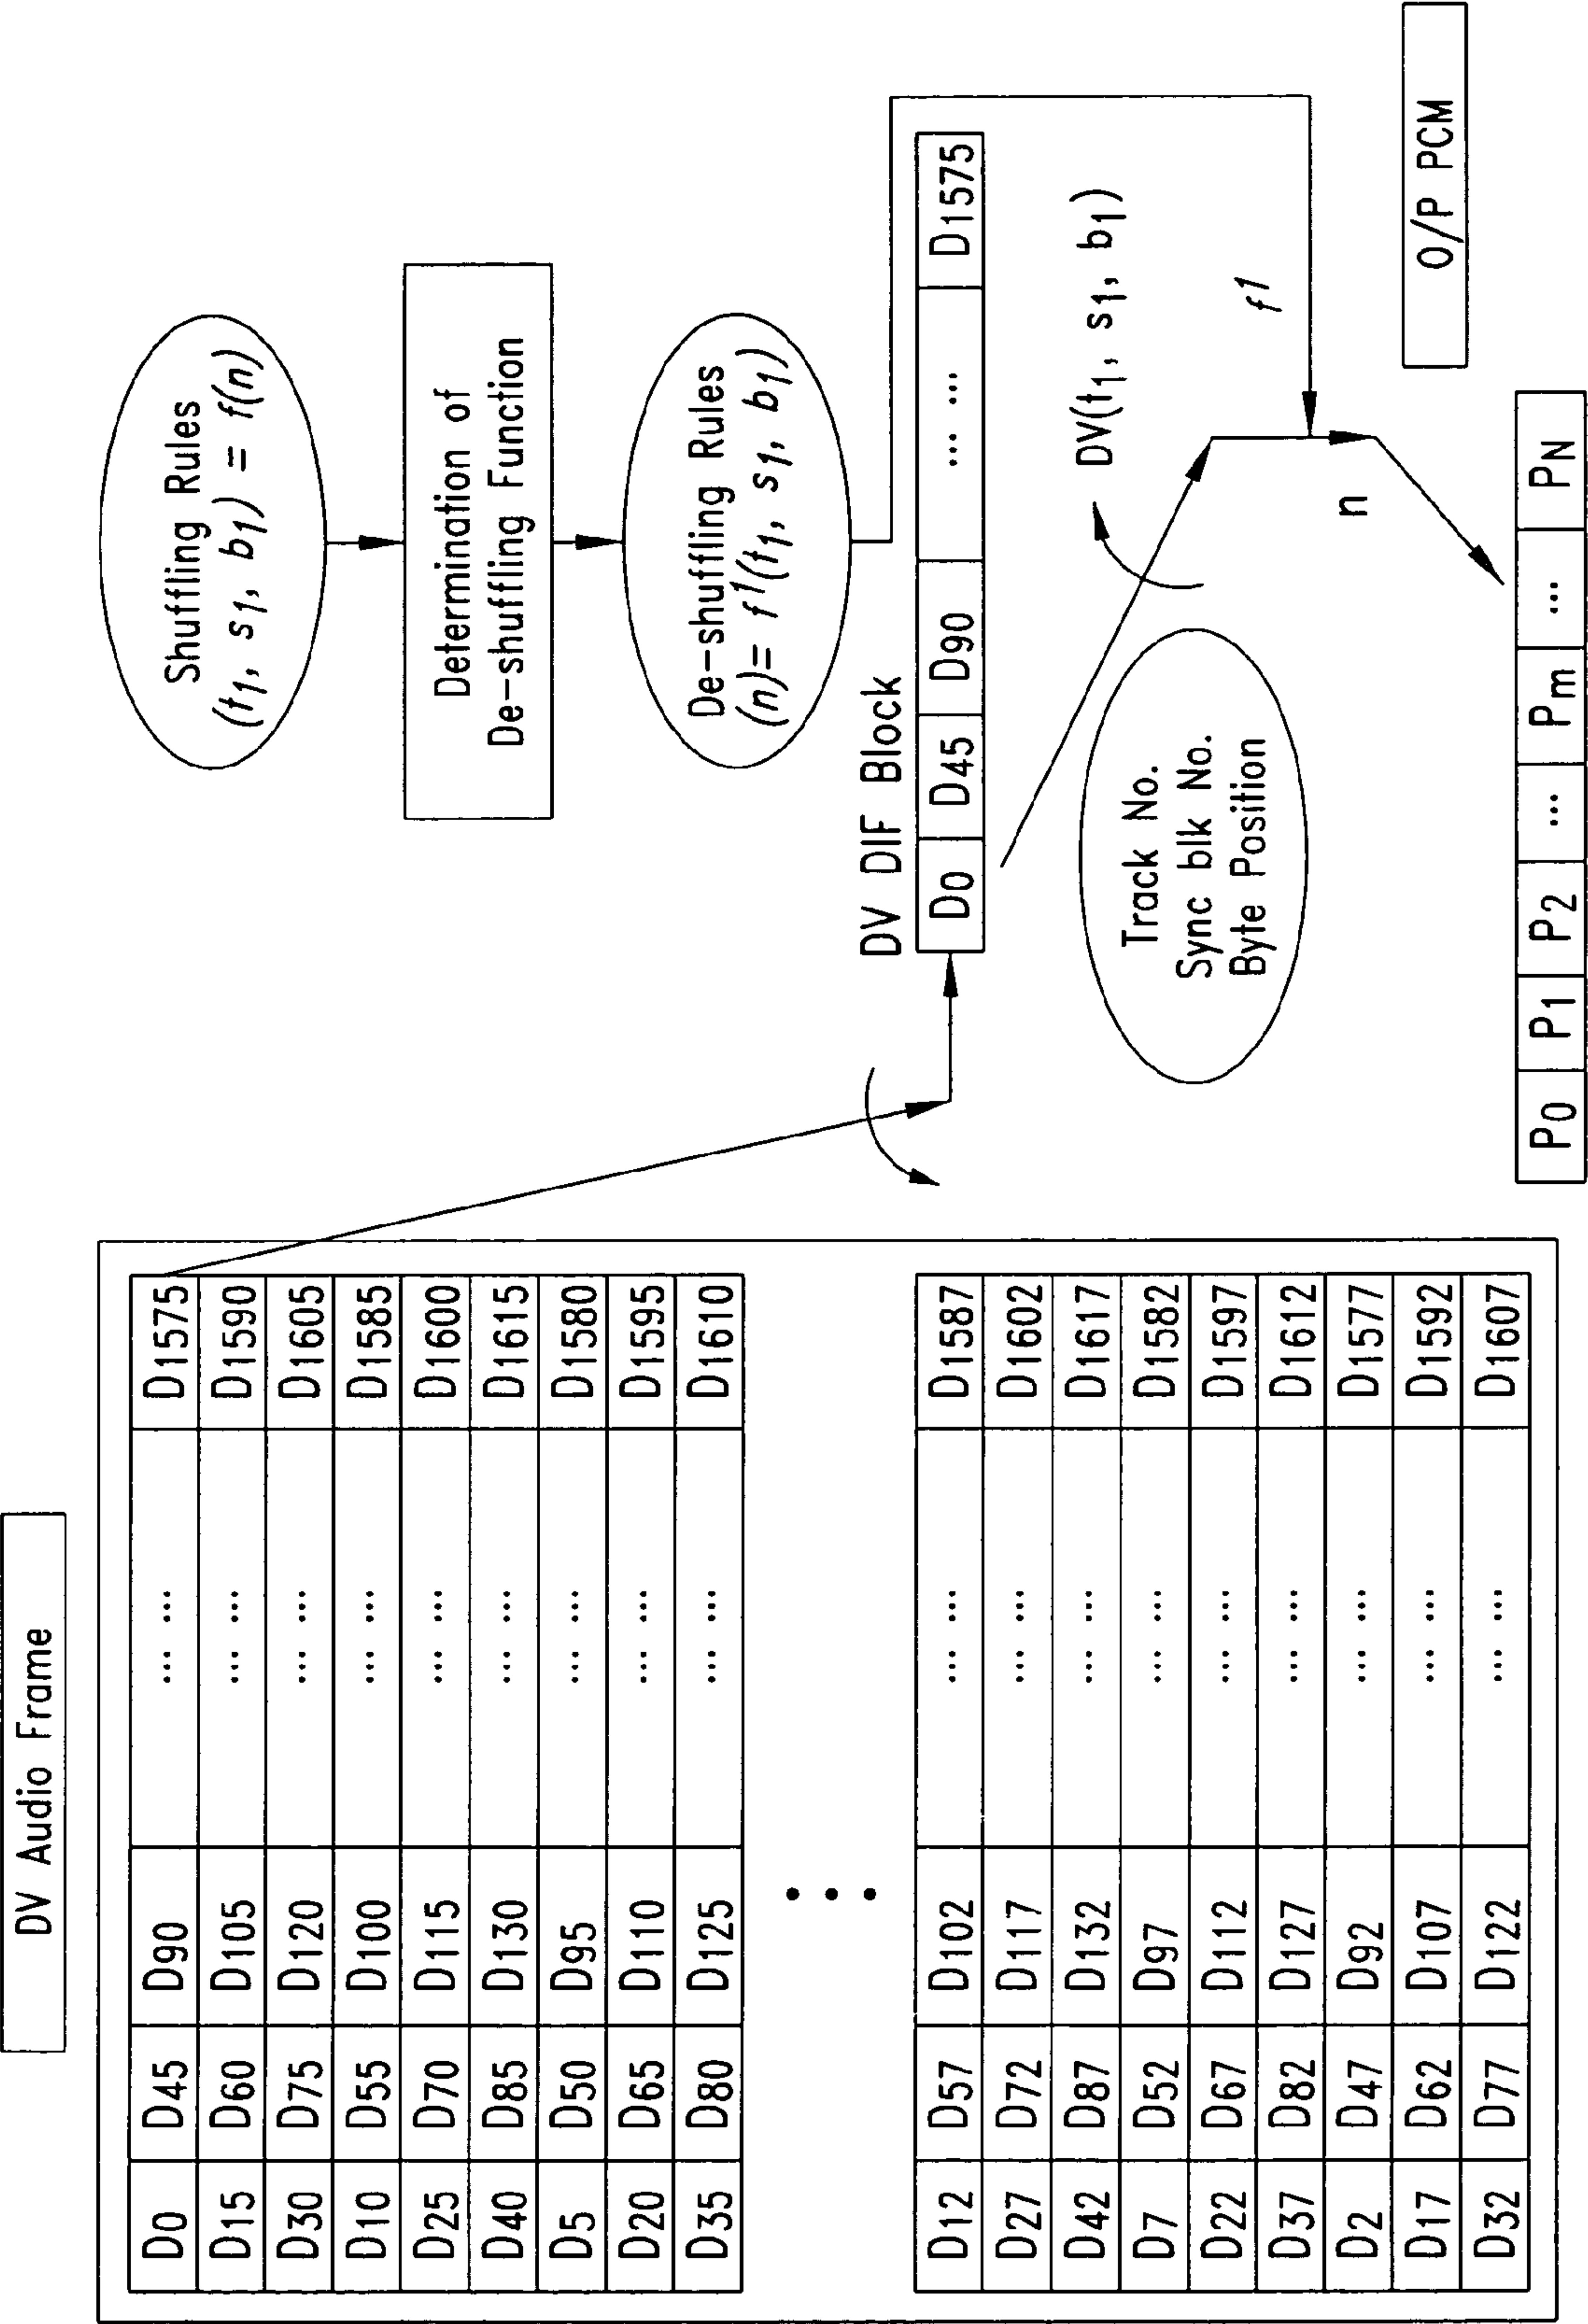 DV Audio Frame
D0 D45 D90 ... ... D1575
D15 D60 D105 ... ... D1590
D30 D75 D120 ... ... D1605
D10 D55 D100 ... ... D1585
D25 D70 D115 ... ... D1600
D40 D85 D130 ... ... D1615
D5 D50 D95 ... ... D1580
D20 D65 D110 ... ... D1595
D35 D80 D125 ... ... D1610
D12 D57 D102 ... ... D1587
D27 D72 D117 ... ... D1602
D42 D87 D132 ... ... D1617
D7 D52 D97 ... ... D1582
D22 D67 D112 ... ... D1597
D37 D82 D127 ... ... D1612
D2 D47 D92 ... ... D1577
D17 D62 D107 ... ... D1592
D32 D77 D122 ... ... D1607
Shuffling Rules
(t1, s1, b1) = f(n)
Determination of
De-shuffling Function
De-shuffling Rules
(n)= f1(t1, s1, b1)
DV DIF Block
D0 D45 D90 ... ... D1575
Track No.
Sync blk No.
Byte Position
DV(t1, s1, b1)
f1
n
O/P PCM
P0 P1 P2 ... Pm ... PN